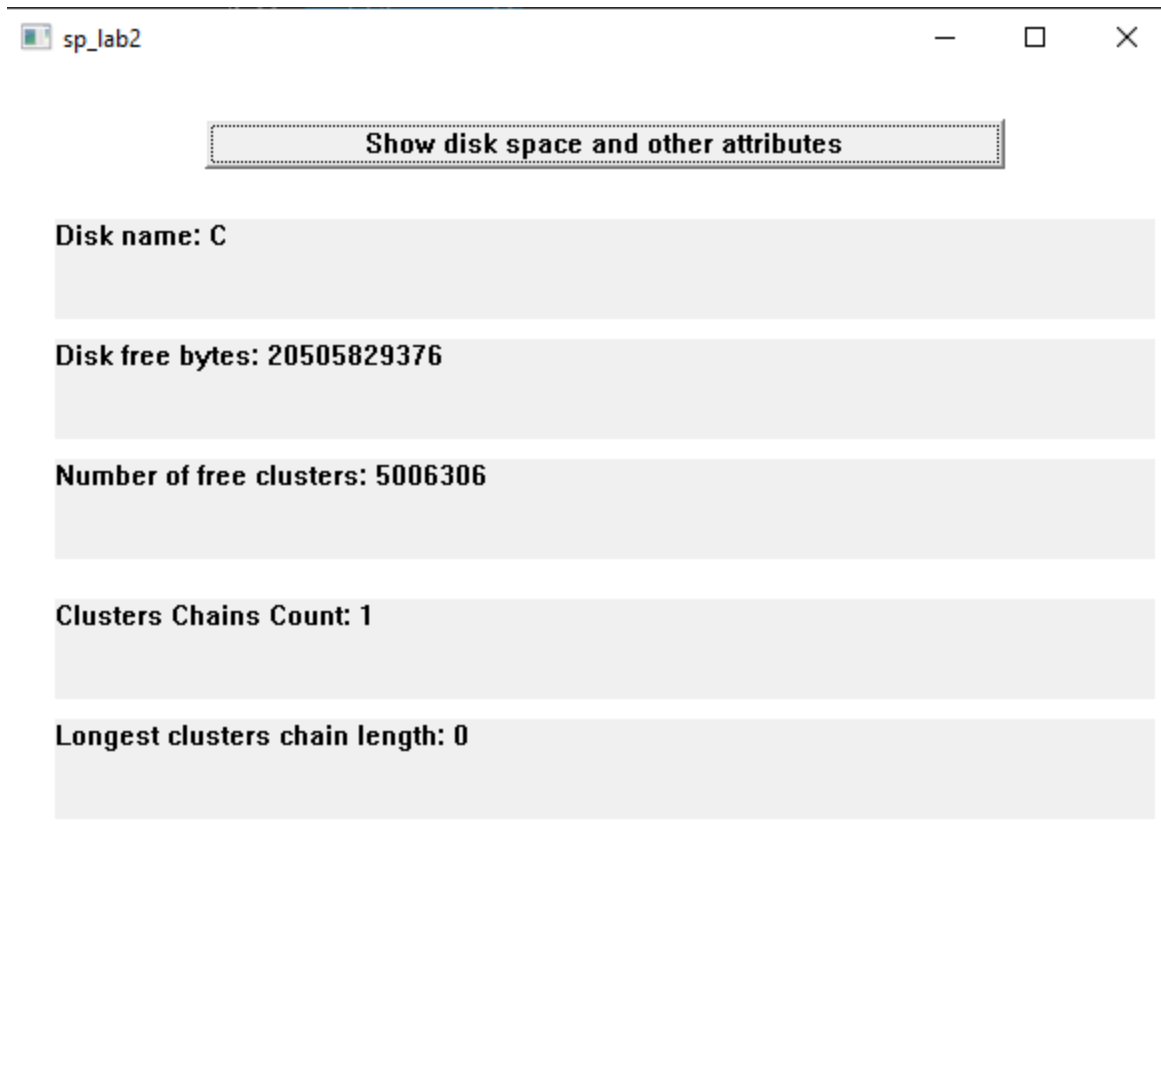 sp_lab2
Show disk space and other attributes
Disk name: C
Disk free bytes: 20505829376
Number of free clusters: 5006306
Clusters Chains Count: 1
Longest clusters chain length: 0